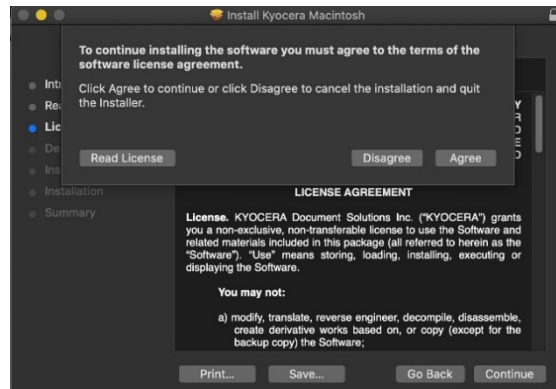 Install Kyocera Macintosh
To continue installing the software you must agree to the terms of the
software license agreement.
Click Agree to continue or click Disagree to cancel the installation and quit
the Installer.
Read License
Disagree
Agree
Lic
Installation
Summary
LICENSE AGREEMENT
License. KYOCERA Document Solutions Inc. ("KYOCERA") grants
you a non-exclusive, non-transferable license to use the Software and
related materials included in this package (all referred to herein as the
"Software"). "Use" means storing, loading, installing, executing or
displaying the Software.
You may not:
a) modify, translate, reverse engineer, decompile, disassemble,
create derivative works based on, or copy (except for the
backup copy) the Software;
Print...
Save...
Go Back
Continue